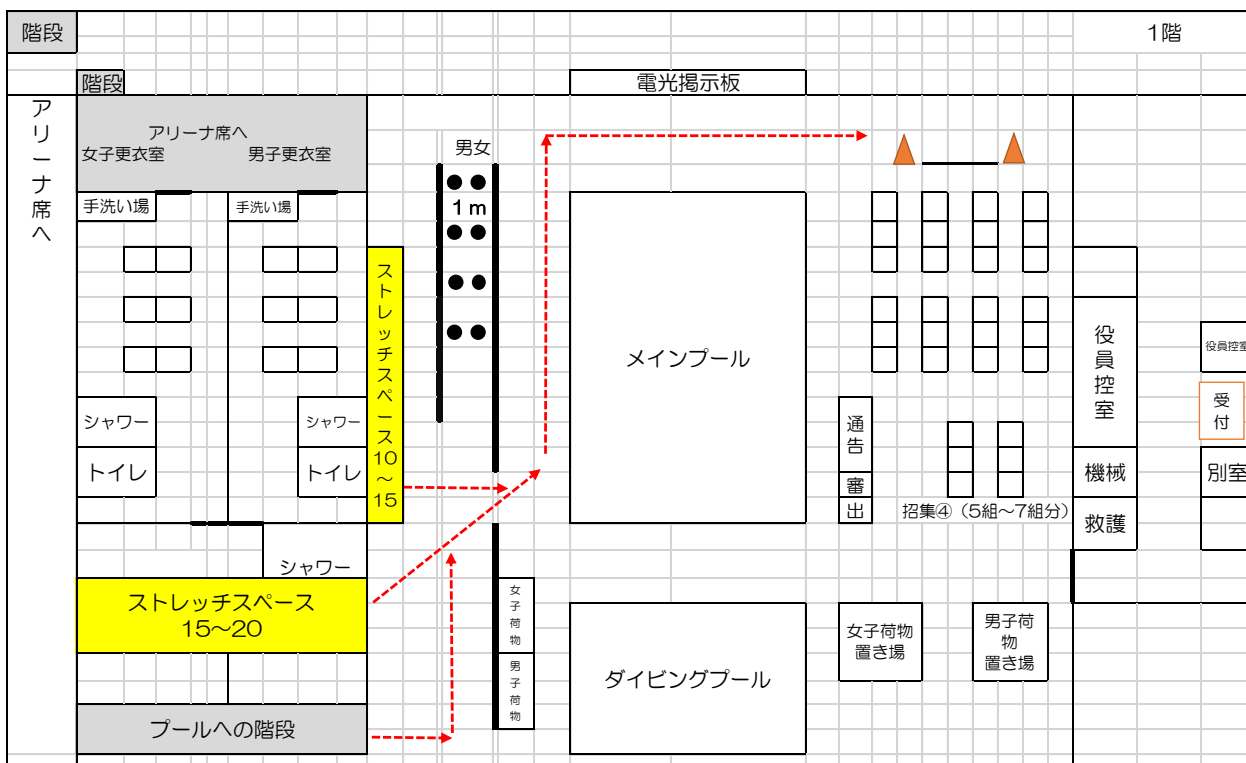 階段
1階
階段
電光掲示板
アリーナ席へ
アリーナ席へ
女子更衣室
男子更衣室
男女
手洗い場
手洗い場
1m
ストレッチスペース10～15
メインプール
役員控室
役員控室
受付
シャワー
シャワー
通告
トイレ
トイレ
機械
別室
審
出
招集④（5組～7組分）
救護
シャワー
ストレッチスペース
15～20
女子荷物
女子荷物
置き場
男子荷
物
置き場
男子荷物
ダイビングプール
プールへの階段